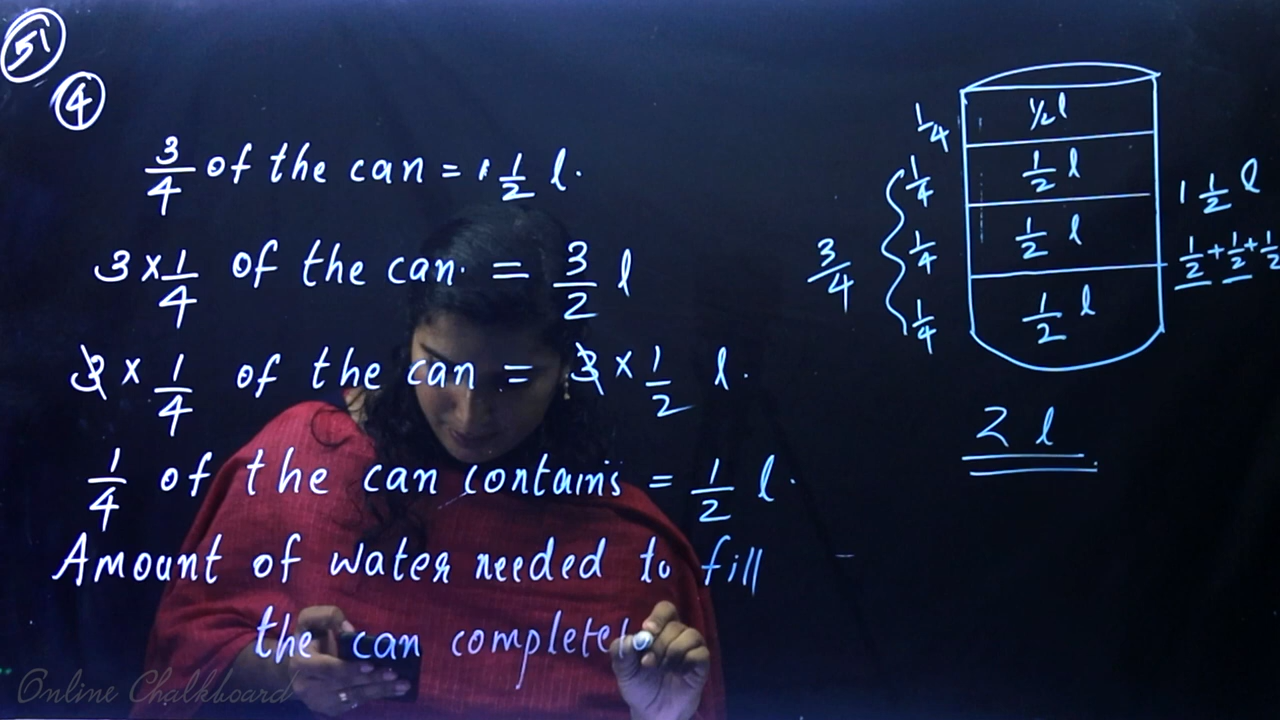 51
4
3/4 of the can = 1 1/2 l.
3 × 1/4 of the can. = 3/2 l
3 × 1/4 of the can = 3 × 1/2 l.
1/4 of the can contains = 1/2 l.
Amount of water needed to fill
the can complete
1/4 1/2 l
1/4 1/2 l
1/4 1/2 l
1/4 1/2 l
3/4
1 1/2 l
1/2 + 1/2 + 1/2
2 l
Online Chalkboard